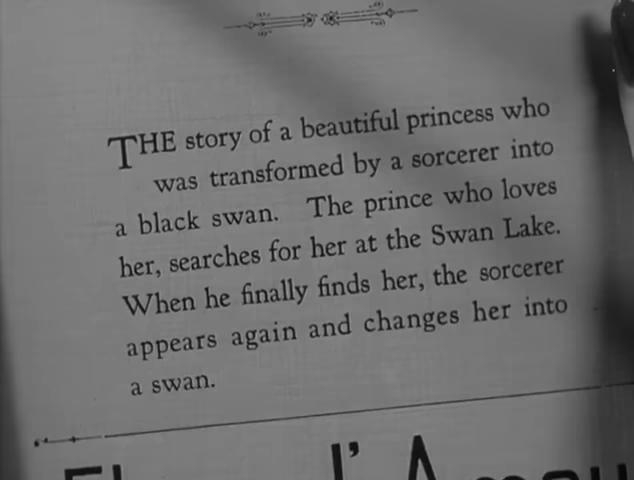 THE story of a beautiful princess who
was transformed by a sorcerer into
a black swan. The prince who loves
her, searches for her at the Swan Lake.
When he finally finds her, the sorcerer
appears again and changes her into
a swan.
l' Amou